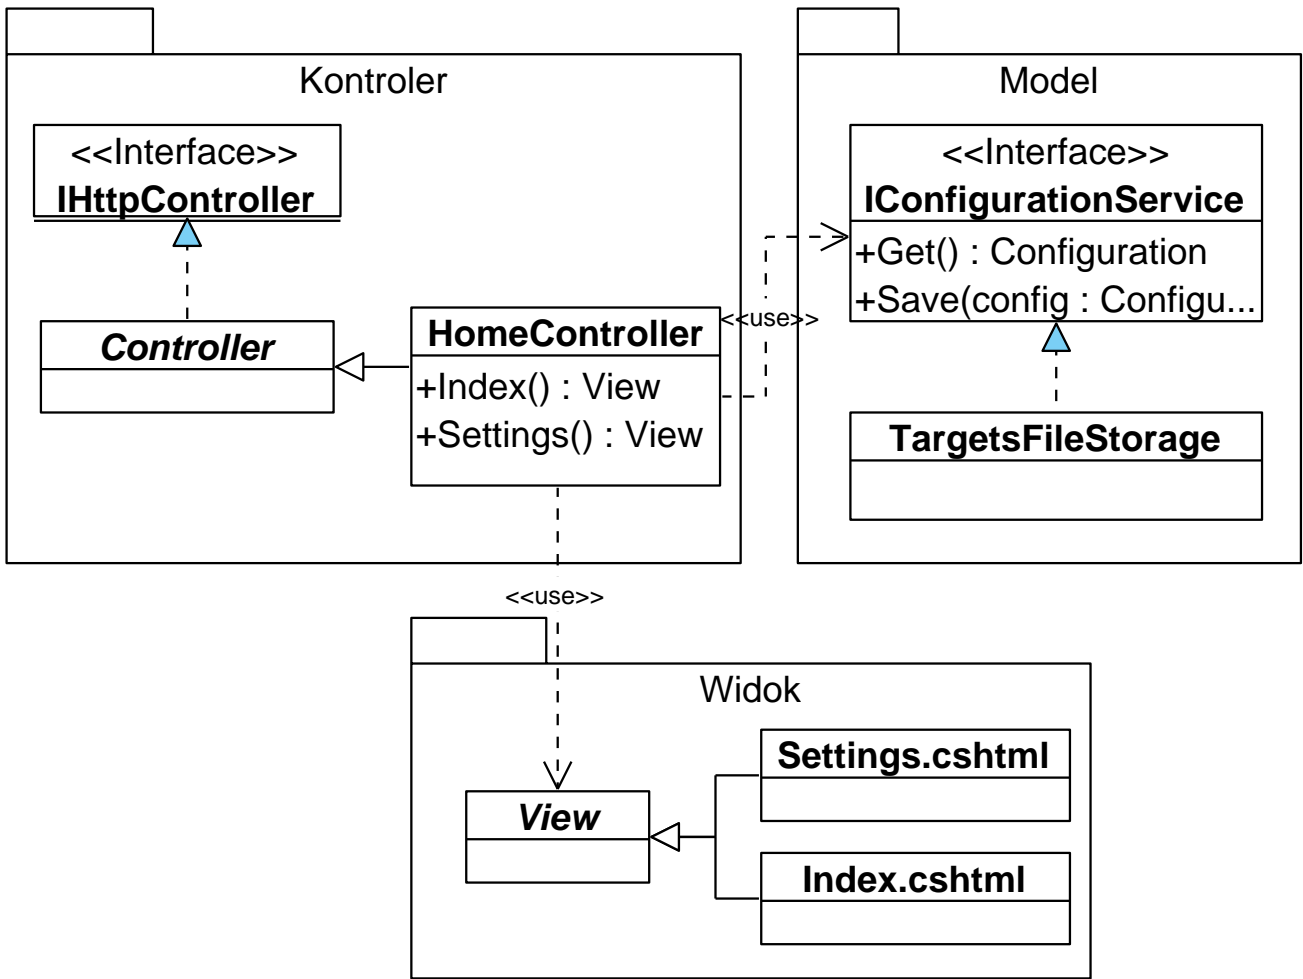 Kontroler
<<Interface>>
IHttpController
Controller
HomeController
+Index() : View
+Settings() : View
<<use>>
Model
<<Interface>>
IConfigurationService
+Get() : Configuration
+Save(config : Configu...
TargetsFileStorage
<<use>>
Widok
View
Settings.cshtml
Index.cshtml